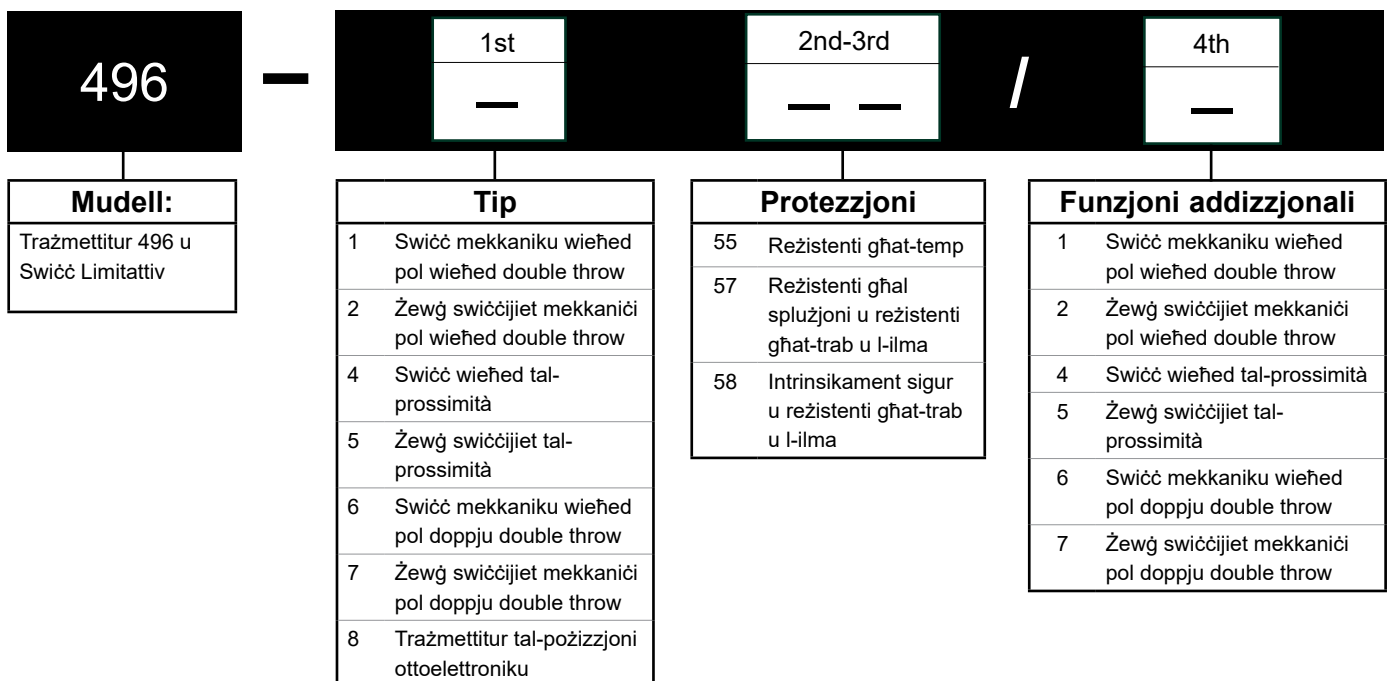 496
–
1st
–
2nd-3rd
– –
/
4th
–
Mudell:
Trażmettitur 496 u
Swiċċ Limitattiv
Tip
1 Swiċċ mekkaniku wieħed
pol wieħed double throw
2 Żewġ swiċċijiet mekkaniċi
pol wieħed double throw
4 Swiċċ wieħed tal-
prossimità
5 Żewġ swiċċijiet tal-
prossimità
6 Swiċċ mekkaniku wieħed
pol doppju double throw
7 Żewġ swiċċijiet mekkaniċi
pol doppju double throw
8 Trażmettitur tal-pożizzjoni
ottoelettroniku
Protezzjoni
55 Reżistenti għat-temp
57 Reżistenti għal
splużjoni u reżistenti
għat-trab u l-ilma
58 Intrinsikament sigur
u reżistenti għat-trab
u l-ilma
Funzjoni addizzjonali
1 Swiċċ mekkaniku wieħed
pol wieħed double throw
2 Żewġ swiċċijiet mekkaniċi
pol wieħed double throw
4 Swiċċ wieħed tal-prossimità
5 Żewġ swiċċijiet tal-
prossimità
6 Swiċċ mekkaniku wieħed
pol doppju double throw
7 Żewġ swiċċijiet mekkaniċi
pol doppju double throw